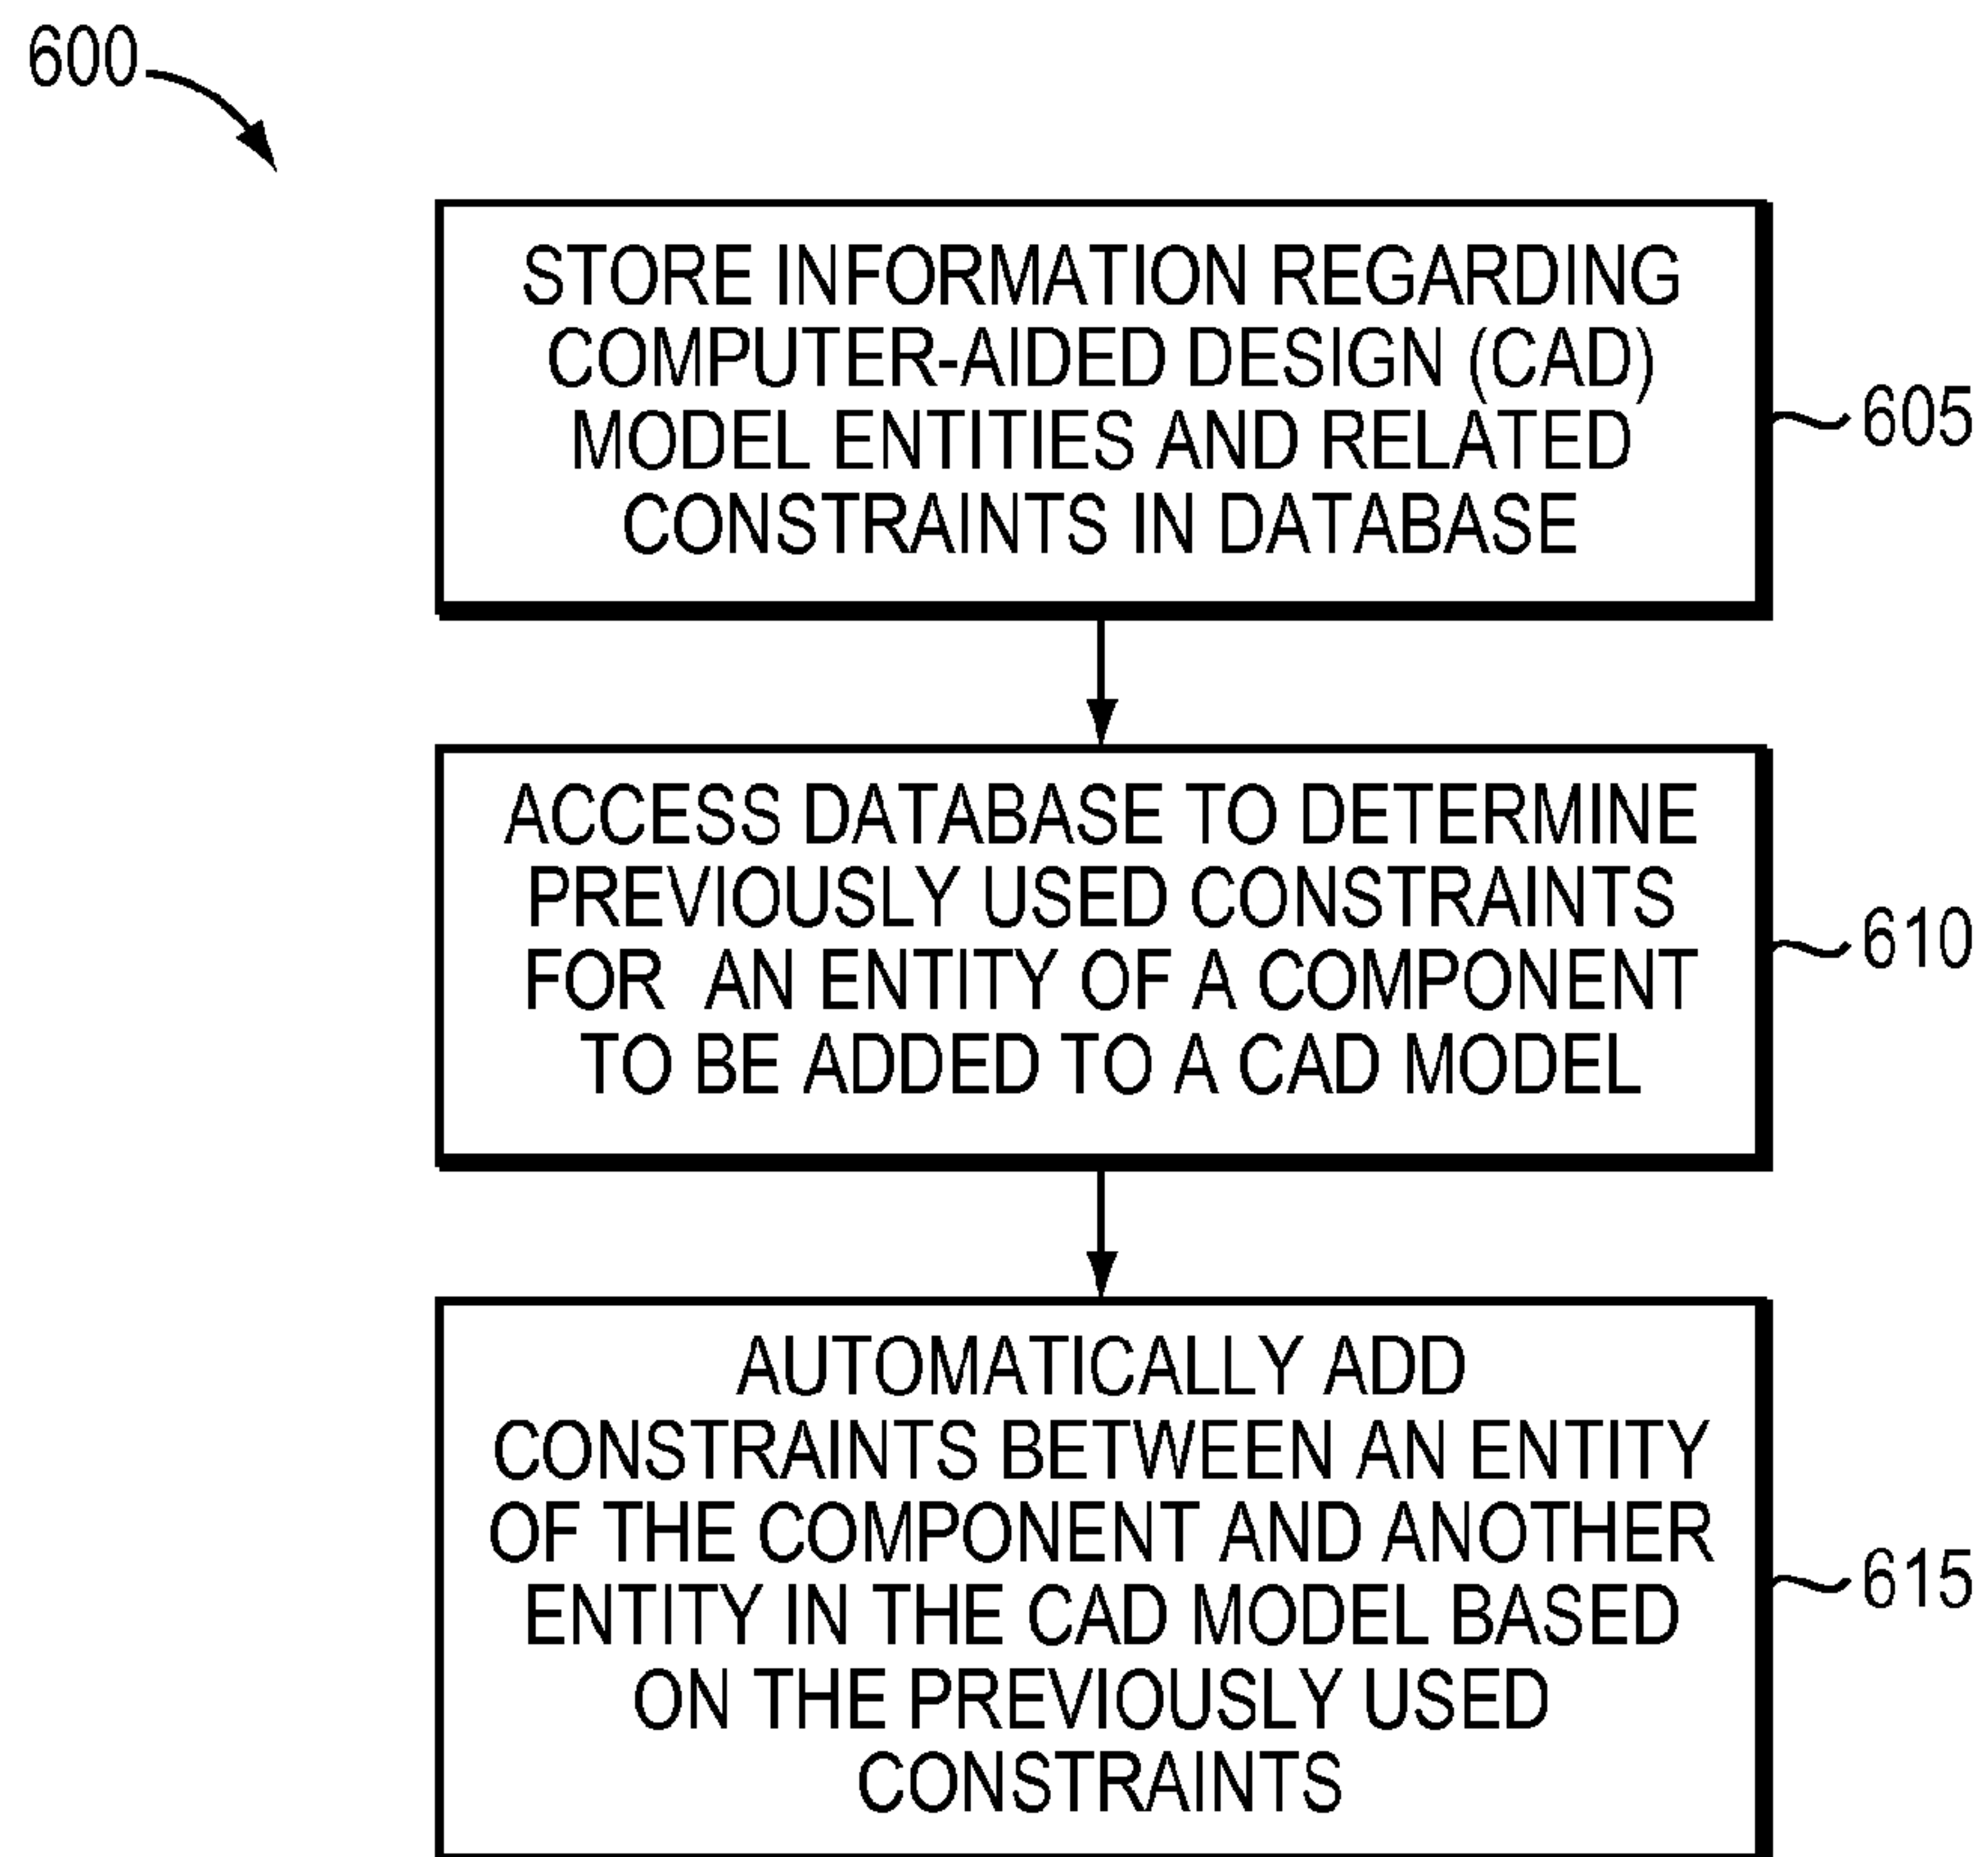 600
STORE INFORMATION REGARDING
COMPUTER-AIDED DESIGN (CAD)
MODEL ENTITIES AND RELATED
CONSTRAINTS IN DATABASE
605
ACCESS DATABASE TO DETERMINE
PREVIOUSLY USED CONSTRAINTS
FOR AN ENTITY OF A COMPONENT
TO BE ADDED TO A CAD MODEL
610
AUTOMATICALLY ADD
CONSTRAINTS BETWEEN AN ENTITY
OF THE COMPONENT AND ANOTHER
ENTITY IN THE CAD MODEL BASED
ON THE PREVIOUSLY USED
CONSTRAINTS
615